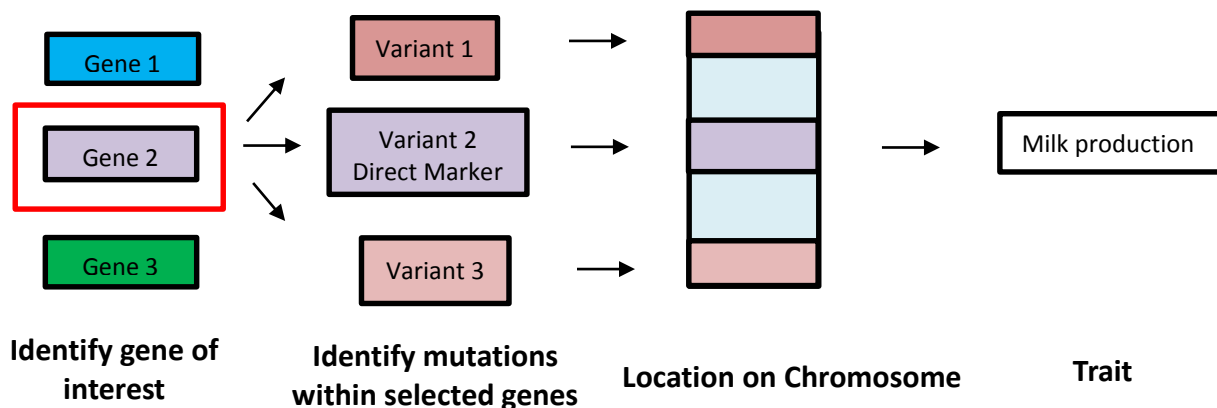 Gene 1
Gene 2
Gene 3
Identify gene of
interest
Variant 1
Variant 2
Direct Marker
Variant 3
Identify mutations
within selected genes
Location on Chromosome
Milk production
Trait